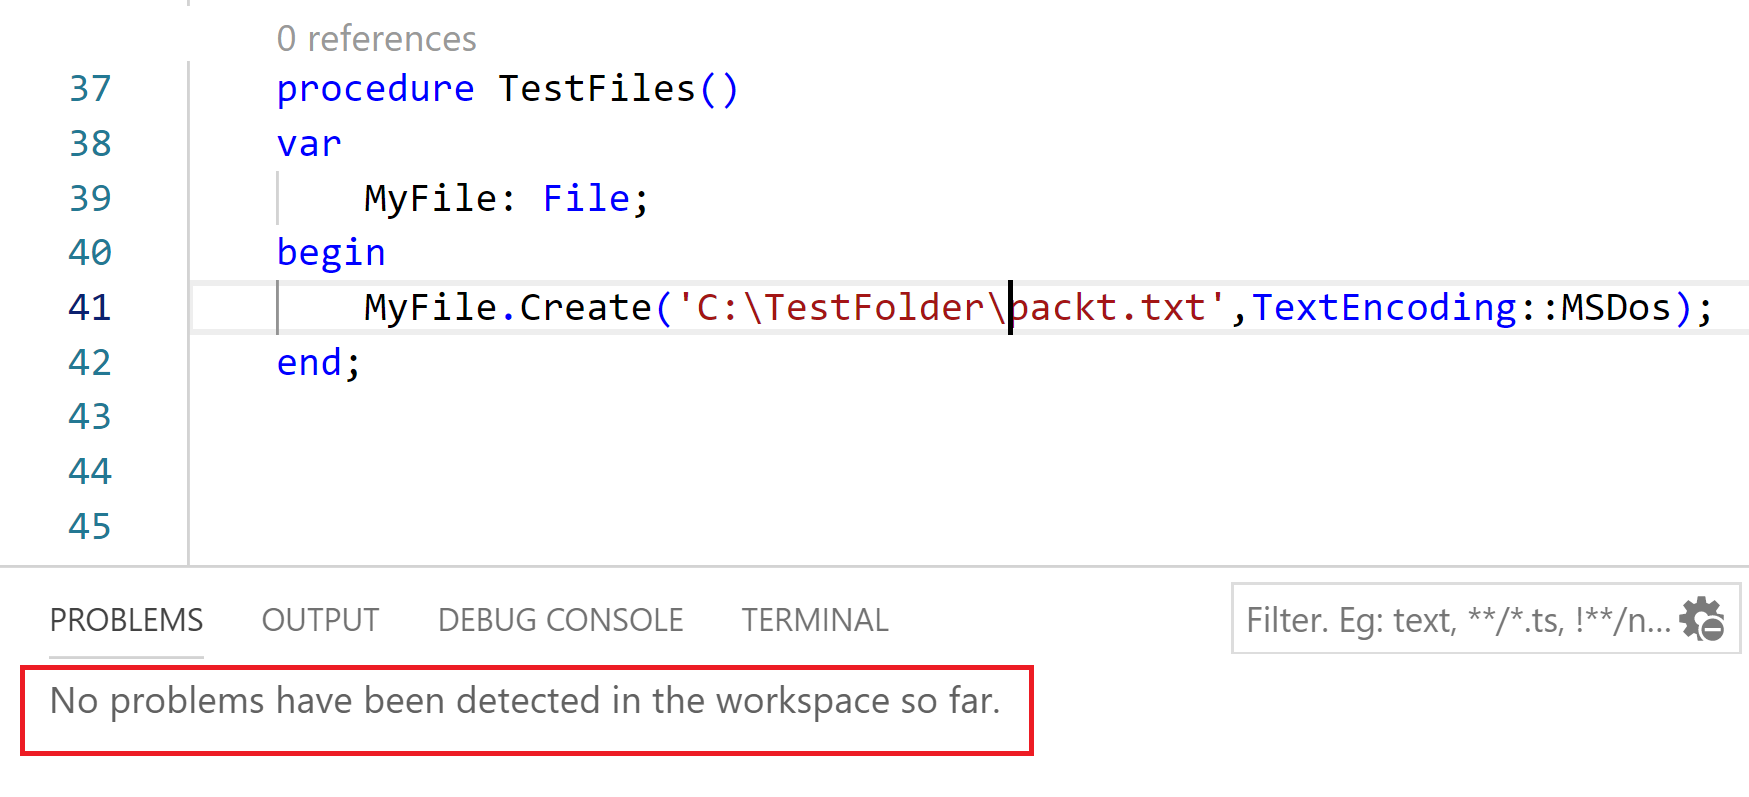 0 references
37 procedure TestFiles()
38 var
39 MyFile: File;
40 begin
41 MyFile.Create('C:\TestFolder\packt.txt',TextEncoding::MSDos);
42 end;
43
44
45
PROBLEMS OUTPUT DEBUG CONSOLE TERMINAL Filter. Eg: text, **/*.ts, !**/n...
No problems have been detected in the workspace so far.